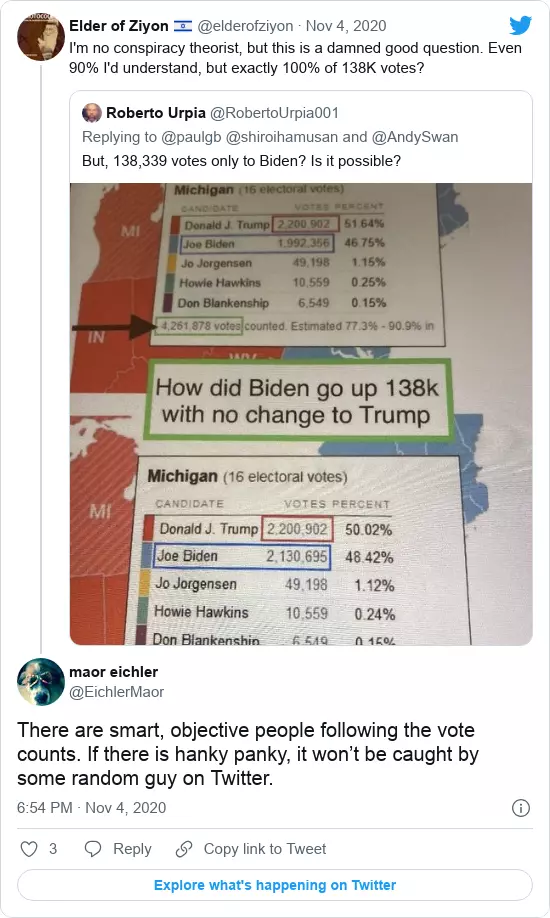 Elder of Ziyon 🇮🇱 @elderofziyon · Nov 4, 2020
I'm no conspiracy theorist, but this is a damned good question. Even
90% I'd understand, but exactly 100% of 138K votes?
Roberto Urpia @RobertoUrpia001
Replying to @paulgb @shiroihamusan and @AndySwan
But, 138,339 votes only to Biden? Is it possible?
Michigan (16 electoral votes)
CANDIDATE VOTES PERCENT
MI
Donald J. Trump 2,200,902 51.64%
Joe Biden 1,992,356 46.75%
Jo Jorgensen 49,198 1.15%
Howie Hawkins 10,559 0.25%
Don Blankenship 6,549 0.15%
IN
4,261,878 votes counted. Estimated 77.3% - 90.9% in
WV
How did Biden go up 138k
with no change to Trump
Michigan (16 electoral votes)
CANDIDATE VOTES PERCENT
MI
Donald J. Trump 2,200,902 50.02%
Joe Biden 2,130,695 48.42%
Jo Jorgensen 49,198 1.12%
Howie Hawkins 10,559 0.24%
Don Blankenship 6,549 0.15%
maor eichler
@EichlerMaor
There are smart, objective people following the vote
counts. If there is hanky panky, it won’t be caught by
some random guy on Twitter.
6:54 PM · Nov 4, 2020
3 Reply Copy link to Tweet
Explore what's happening on Twitter